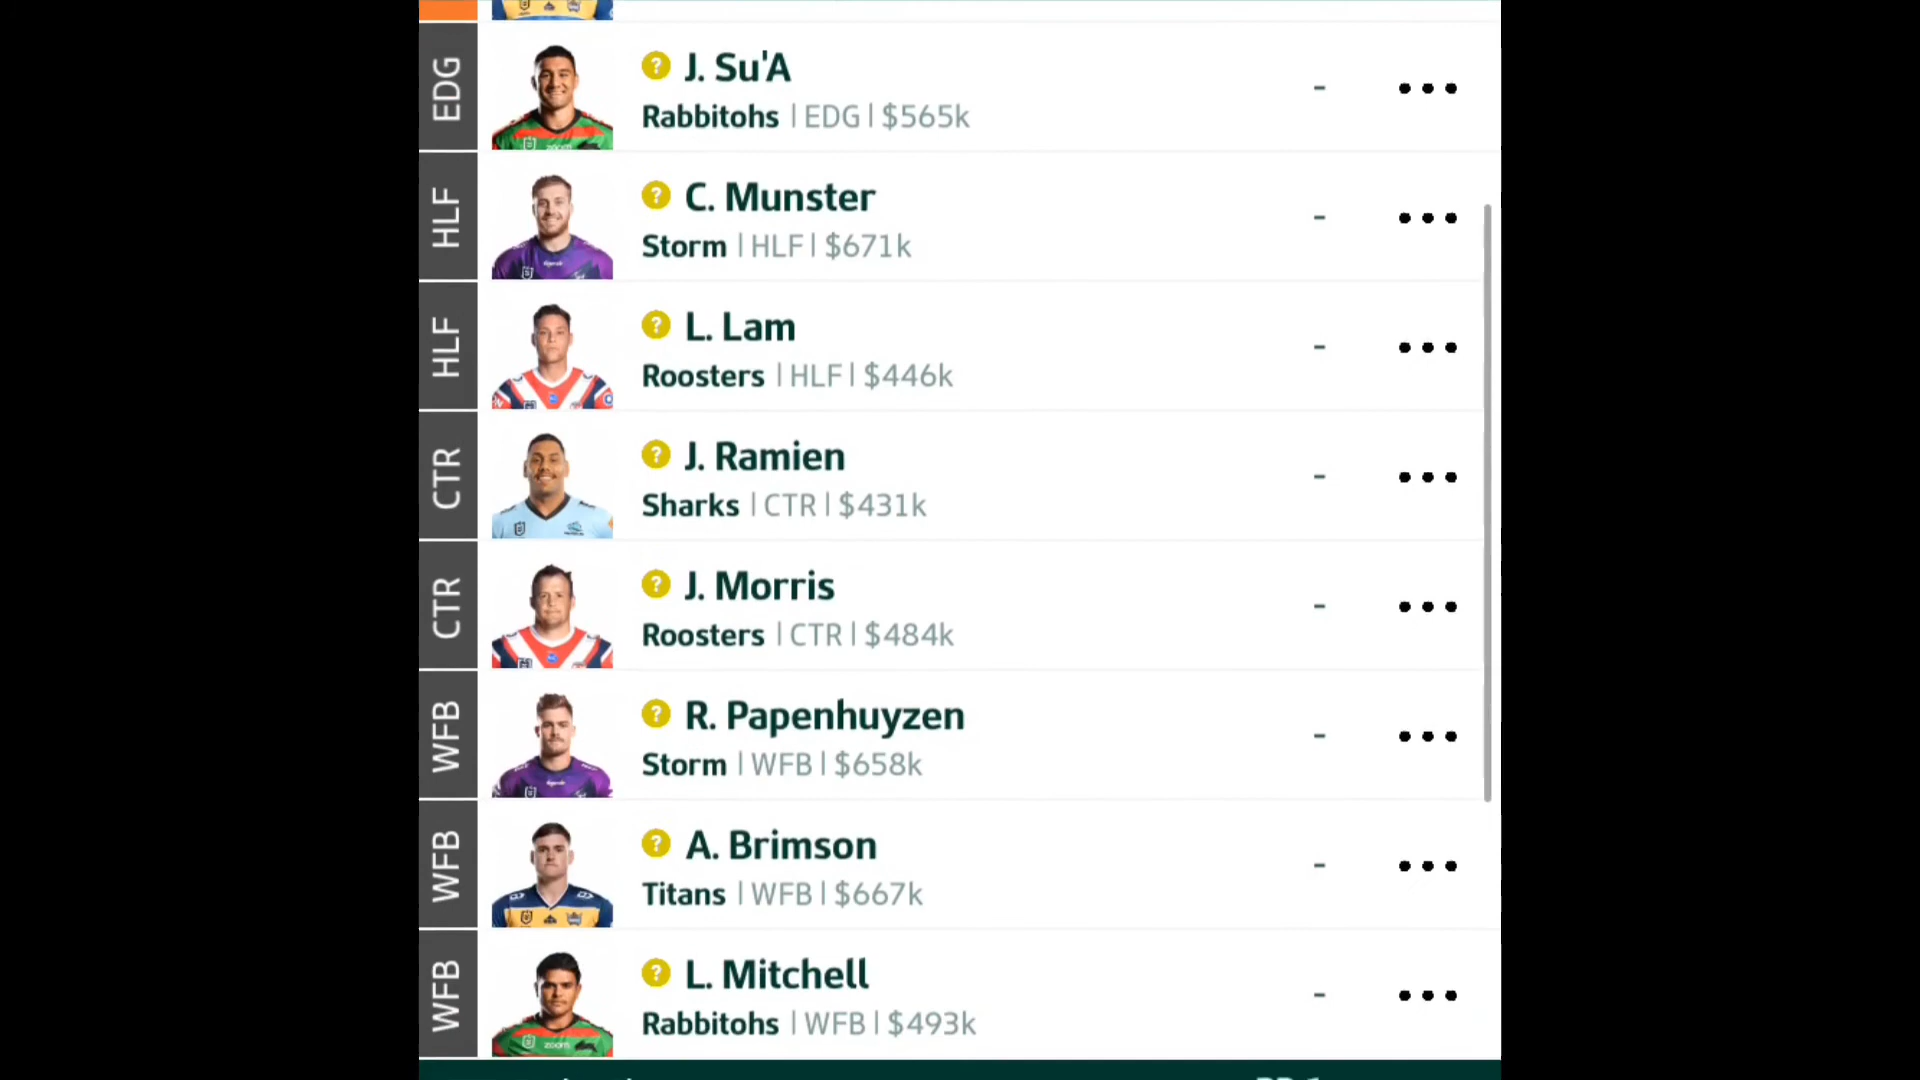 EDG
? J. Su'A
Rabbitohs | EDG | $565k
-
HLF
? C. Munster
Storm | HLF | $671k
-
HLF
? L. Lam
Roosters | HLF | $446k
-
CTR
? J. Ramien
Sharks | CTR | $431k
-
CTR
? J. Morris
Roosters | CTR | $484k
-
WFB
? R. Papenhuyzen
Storm | WFB | $658k
-
WFB
? A. Brimson
Titans | WFB | $667k
-
WFB
? L. Mitchell
Rabbitohs | WFB | $493k
-
zoom